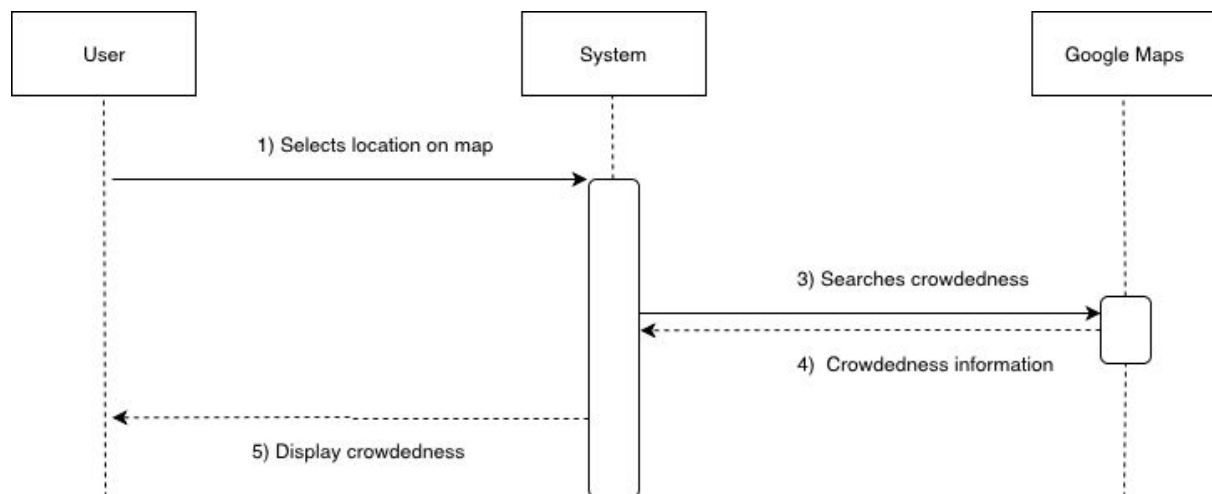 User
System
Google Maps
1) Selects location on map
3) Searches crowdedness
4) Crowdedness information
5) Display crowdedness